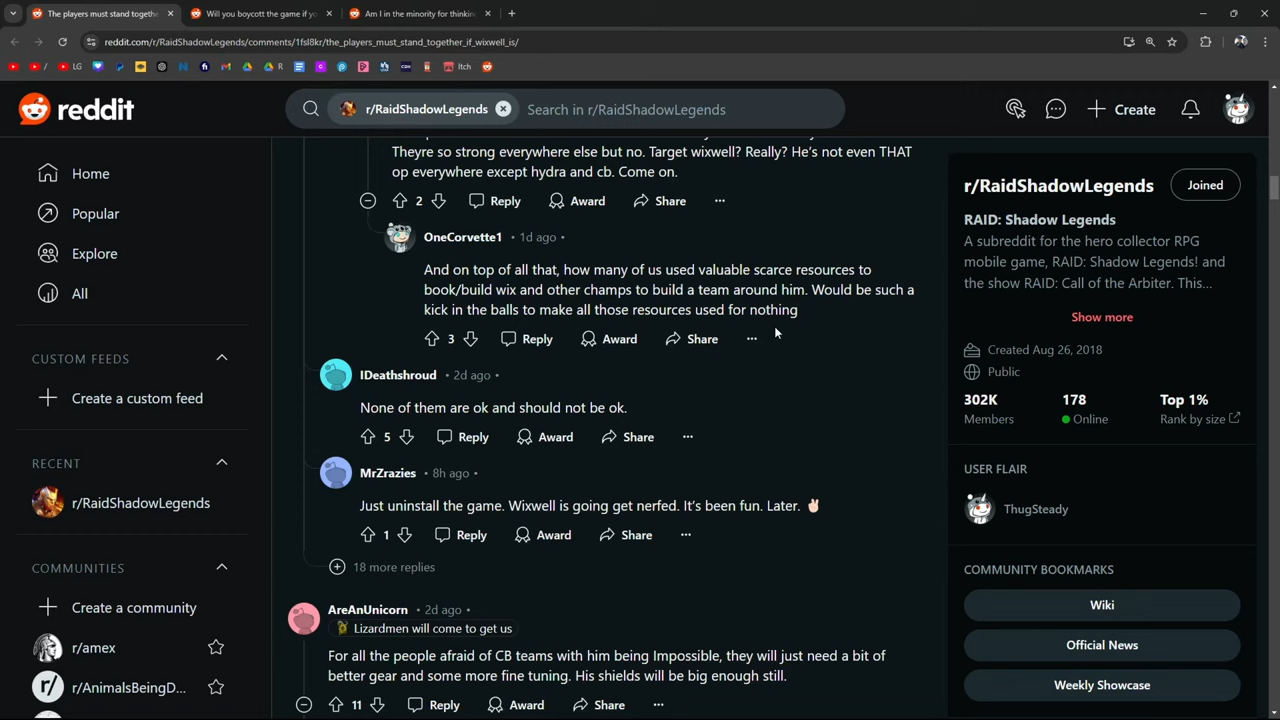 The players must stand togethe
Will you boycott the game if yo
Am I in the minority for thinkin
reddit.com/r/RaidShadowLegends/comments/1fsl8kr/the_players_must_stand_together_if_wixwell_is/
/
LG
R
CDH
Itch
reddit
r/RaidShadowLegends
Search in r/RaidShadowLegends
Create
Home
Popular
Explore
All
CUSTOM FEEDS
Create a custom feed
RECENT
r/RaidShadowLegends
COMMUNITIES
Create a community
r/amex
r/AnimalsBeingD...
Theyre so strong everywhere else but no. Target wixwell? Really? He's not even THAT
op everywhere except hydra and cb. Come on.
2 Reply Award Share ...
OneCorvette1 • 1d ago •
And on top of all that, how many of us used valuable scarce resources to
book/build wix and other champs to build a team around him. Would be such a
kick in the balls to make all those resources used for nothing
3 Reply Award Share ...
IDeathshroud • 2d ago •
None of them are ok and should not be ok.
5 Reply Award Share ...
MrZrazies • 8h ago •
Just uninstall the game. Wixwell is going get nerfed. It's been fun. Later. ✌🏻
1 Reply Award Share ...
18 more replies
AreAnUnicorn • 2d ago •
Lizardmen will come to get us
For all the people afraid of CB teams with him being Impossible, they will just need a bit of
better gear and some more fine tuning. His shields will be big enough still.
11 Reply Award Share ...
r/RaidShadowLegends
Joined
RAID: Shadow Legends
A subreddit for the hero collector RPG
mobile game, RAID: Shadow Legends! and
the show RAID: Call of the Arbiter. This...
Show more
Created Aug 26, 2018
Public
302K 178 Top 1%
Members Online Rank by size
USER FLAIR
ThugSteady
COMMUNITY BOOKMARKS
Wiki
Official News
Weekly Showcase